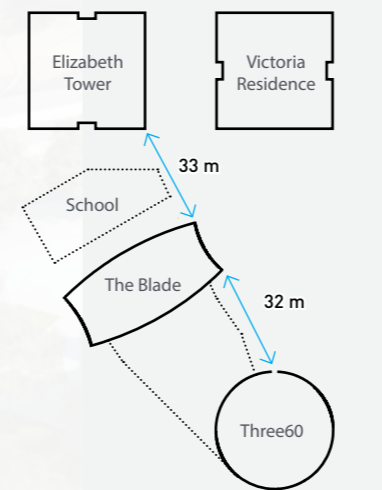 Elizabeth
Tower
Victoria
Residence
33 m
School
The Blade
32 m
Three60